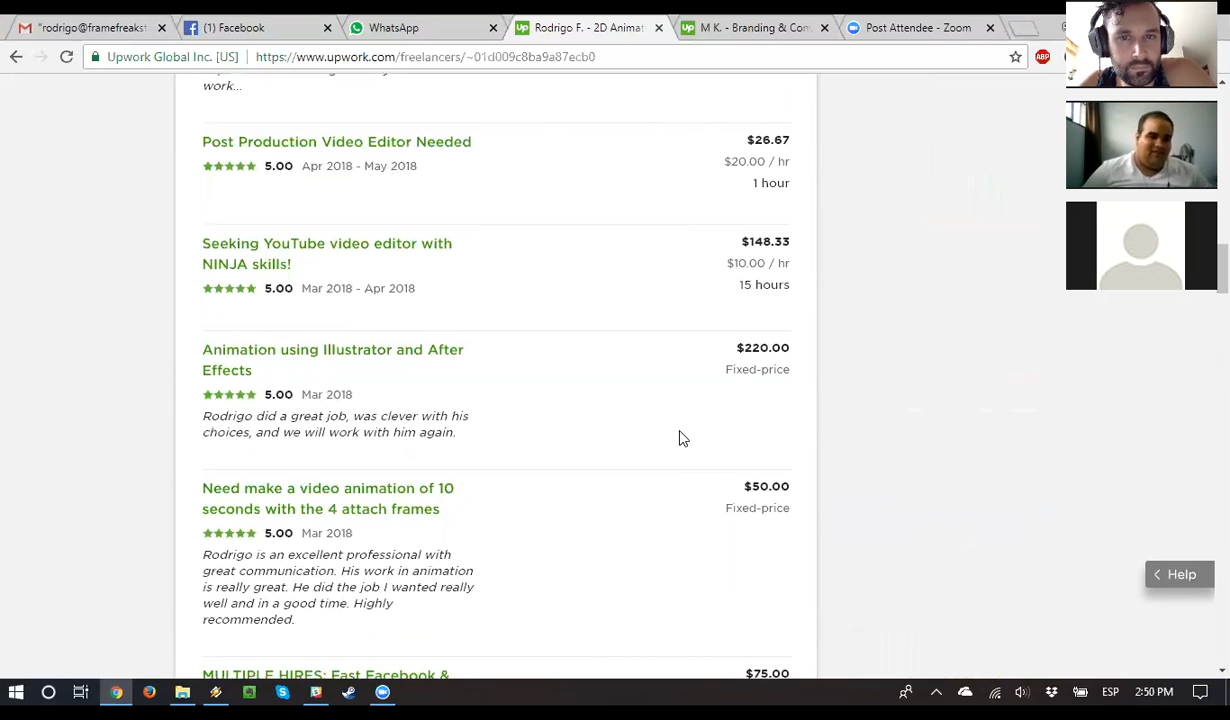 "rodrigo@framefreakst
(1) Facebook
WhatsApp
Rodrigo F. - 2D Animat
M K. - Branding & Com
Post Attendee - Zoom
Upwork Global Inc. [US]
https://www.upwork.com/freelancers/~01d009c8ba9a87ecb0
ABP
work...
Post Production Video Editor Needed
$26.67
5.00 Apr 2018 - May 2018
$20.00 / hr
1 hour
Seeking YouTube video editor with
NINJA skills!
$148.33
$10.00 / hr
5.00 Mar 2018 - Apr 2018
15 hours
Animation using Illustrator and After
Effects
$220.00
Fixed-price
5.00 Mar 2018
Rodrigo did a great job, was clever with his
choices, and we will work with him again.
Need make a video animation of 10
seconds with the 4 attach frames
$50.00
Fixed-price
5.00 Mar 2018
Rodrigo is an excellent professional with
great communication. His work in animation
is really great. He did the job I wanted really
well and in a good time. Highly
recommended.
Help
MULTIPLE HIRES: Fast Facebook &
$75.00
ESP
2:50 PM